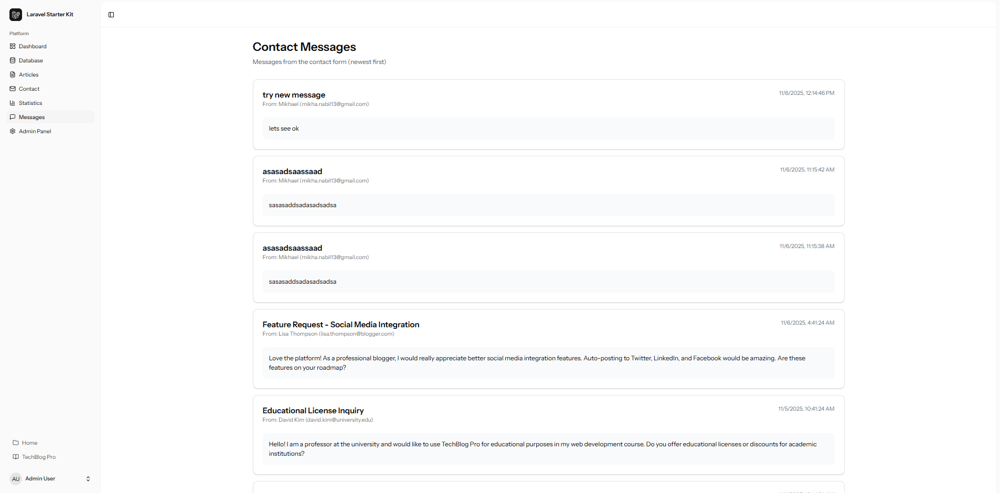 Laravel Starter Kit
Platform
Dashboard
Database
Articles
Contact
Statistics
Messages
Admin Panel
Home
TechBlog Pro
AU Admin User
Contact Messages
Messages from the contact form (newest first)
try new message
11/6/2025, 12:14:46 PM
From: Mikhael (mikha.nabil13@gmail.com)
lets see ok
asasadsaassaad
11/6/2025, 11:15:42 AM
From: Mikhael (mikha.nabil13@gmail.com)
sasasaddsadasadsadsa
asasadsaassaad
11/6/2025, 11:15:38 AM
From: Mikhael (mikha.nabil13@gmail.com)
sasasaddsadasadsadsa
Feature Request - Social Media Integration
11/6/2025, 4:41:24 AM
From: Lisa Thompson (lisa.thompson@blogger.com)
Love the platform! As a professional blogger, I would really appreciate better social media integration features. Auto-posting to Twitter, LinkedIn, and Facebook would be amazing. Are these
features on your roadmap?
Educational License Inquiry
11/5/2025, 10:41:24 AM
From: David Kim (david.kim@university.edu)
Hello! I am a professor at the university and would like to use TechBlog Pro for educational purposes in my web development course. Do you offer educational licenses or discounts for academic
institutions?